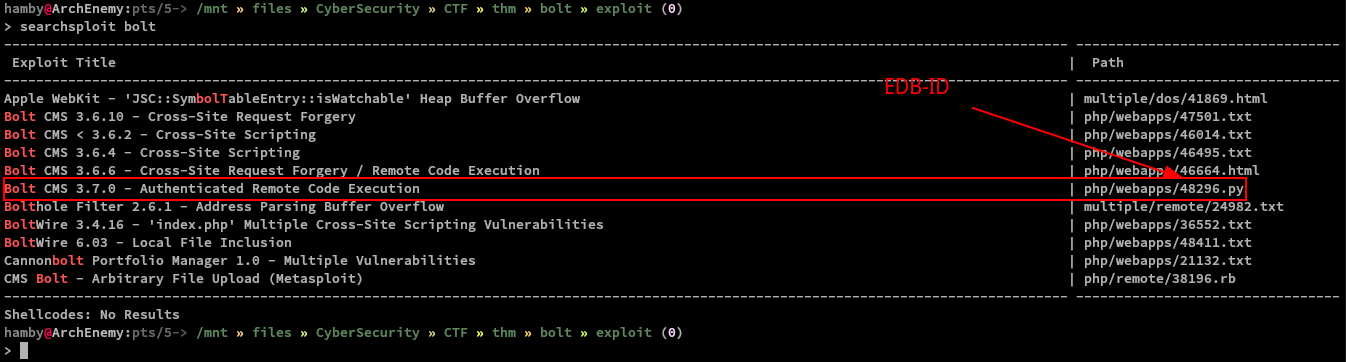 hamby@ArchEnemy:pts/5-> /mnt » files » CyberSecurity » CTF » thm » bolt » exploit (0)
> searchsploit bolt
---------------------------------------------------------------------------------------------------------------------------------- ---------------------------------
Exploit Title | Path
---------------------------------------------------------------------------------------------------------------------------------- ---------------------------------
EDB-ID
Apple WebKit - 'JSC::SymbolTableEntry::isWatchable' Heap Buffer Overflow | multiple/dos/41869.html
Bolt CMS 3.6.10 - Cross-Site Request Forgery | php/webapps/47501.txt
Bolt CMS < 3.6.2 - Cross-Site Scripting | php/webapps/46014.txt
Bolt CMS 3.6.4 - Cross-Site Scripting | php/webapps/46495.txt
Bolt CMS 3.6.6 - Cross-Site Request Forgery / Remote Code Execution | php/webapps/46664.html
Bolt CMS 3.7.0 - Authenticated Remote Code Execution | php/webapps/48296.py
Bolthole Filter 2.6.1 - Address Parsing Buffer Overflow | multiple/remote/24982.txt
BoltWire 3.4.16 - 'index.php' Multiple Cross-Site Scripting Vulnerabilities | php/webapps/36552.txt
BoltWire 6.03 - Local File Inclusion | php/webapps/48411.txt
Cannonbolt Portfolio Manager 1.0 - Multiple Vulnerabilities | php/webapps/21132.txt
CMS Bolt - Arbitrary File Upload (Metasploit) | php/remote/38196.rb
---------------------------------------------------------------------------------------------------------------------------------- ---------------------------------
Shellcodes: No Results
hamby@ArchEnemy:pts/5-> /mnt » files » CyberSecurity » CTF » thm » bolt » exploit (0)
>